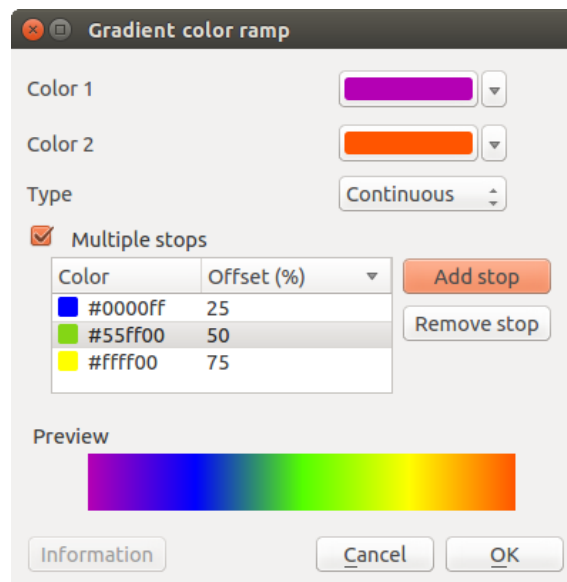 Gradient color ramp
Color 1
Color 2
Type Continuous
Multiple stops
Color Offset (%) Add stop
#0000ff 25
#55ff00 50 Remove stop
#ffff00 75
Preview
Information Cancel OK